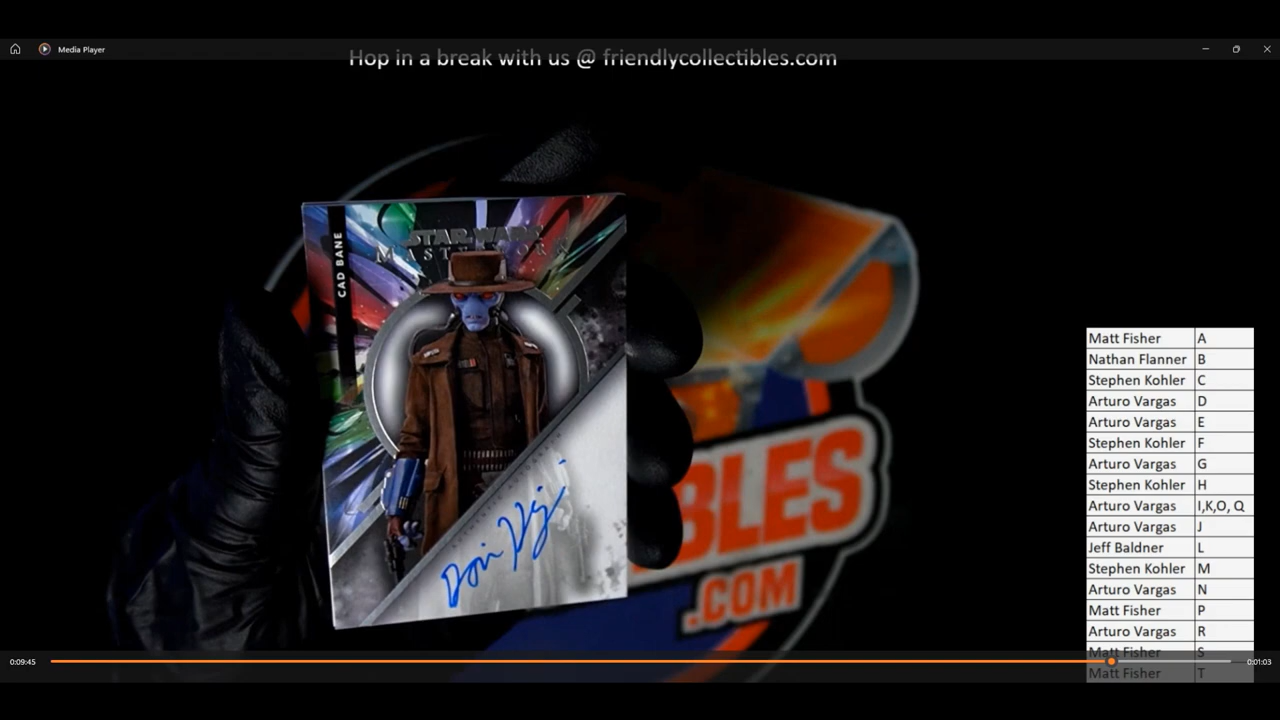 Media Player
Hop in a break with us @ friendlycollectibles.com
CAD BANE
STAR WARS
MASTERWORK
BLES
.COM
Matt Fisher A
Nathan Flanner B
Stephen Kohler C
Arturo Vargas D
Arturo Vargas E
Stephen Kohler F
Arturo Vargas G
Stephen Kohler H
Arturo Vargas I,K,O, Q
Arturo Vargas J
Jeff Baldner L
Stephen Kohler M
Arturo Vargas N
Matt Fisher P
Arturo Vargas R
Matt Fisher S
Matt Fisher T
0:09:45
0:01:03